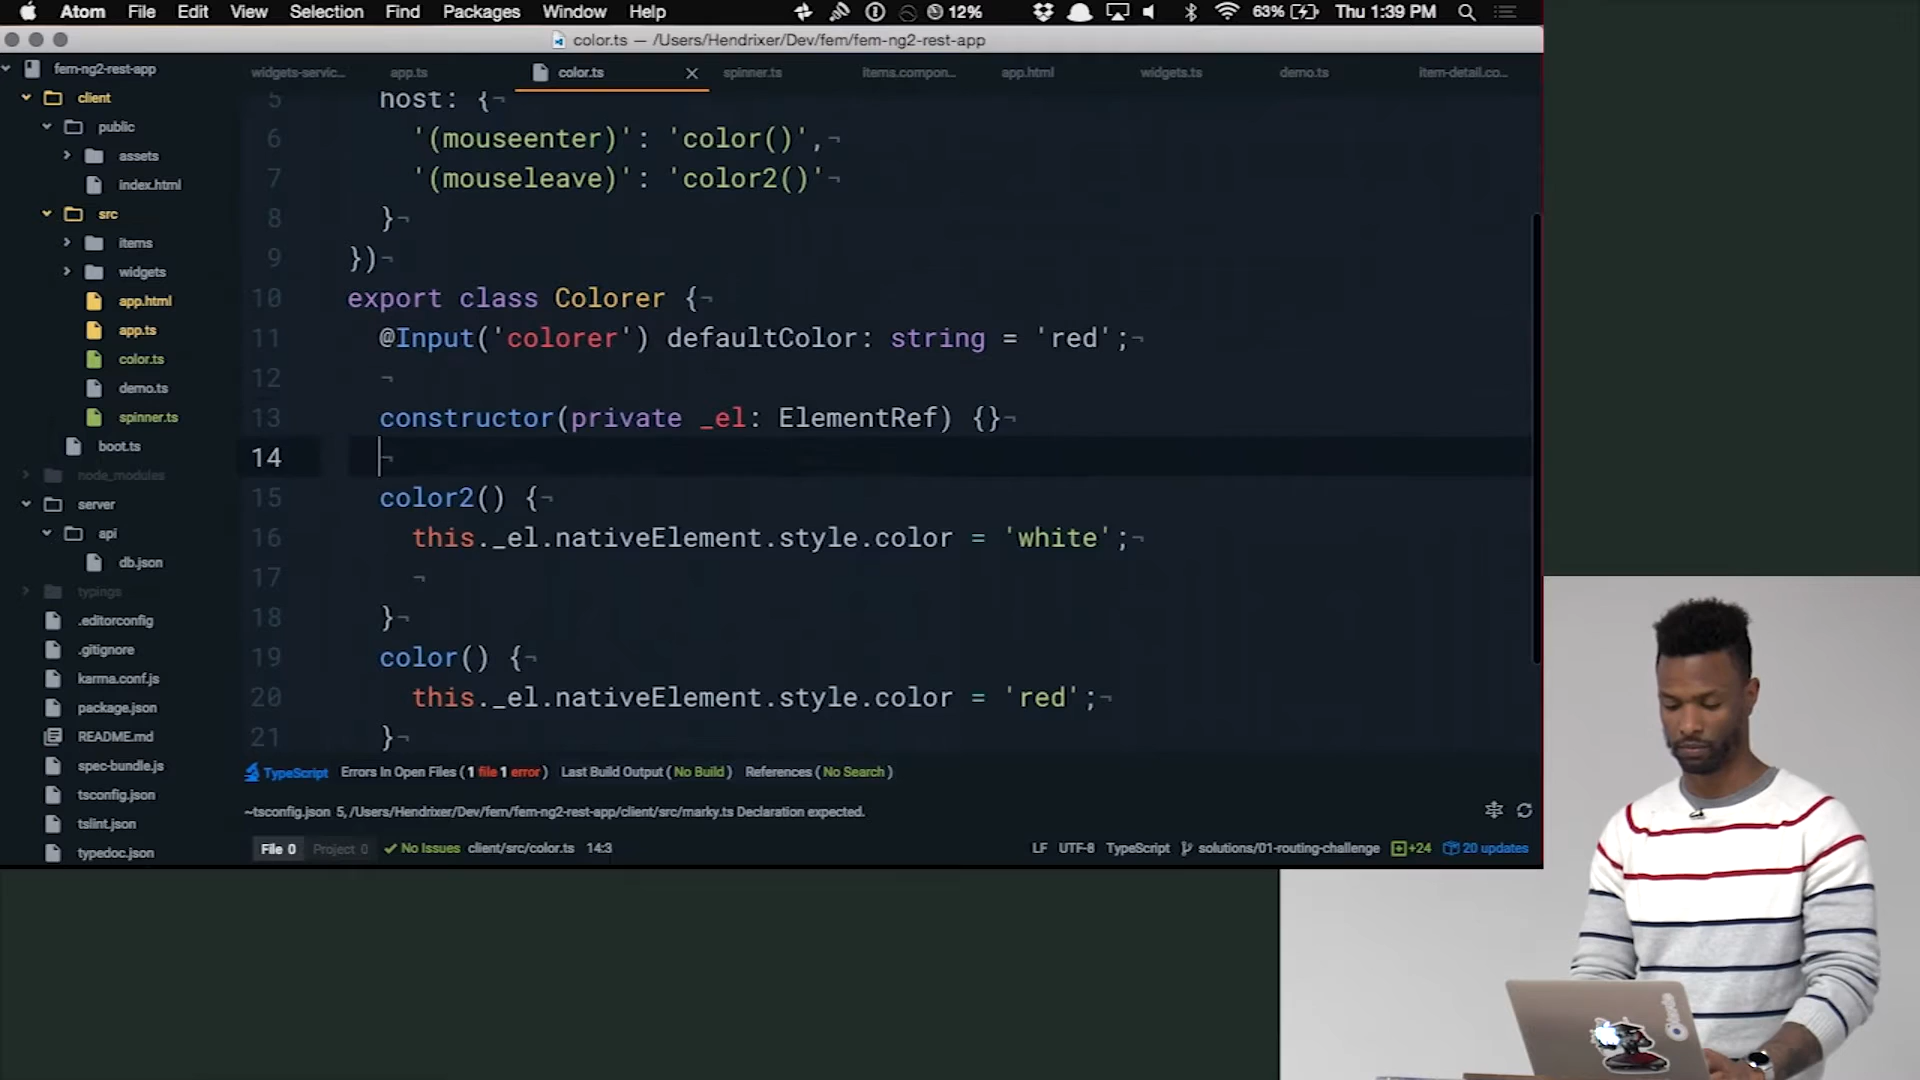 Atom File Edit View Selection Find Packages Window Help 12% 63% Thu 1:39 PM
color.ts — /Users/Hendrixer/Dev/fem/fem-ng2-rest-app
widgets-servic... app.ts color.ts spinner.ts items.compon... app.html widgets.ts demo.ts item-detail.co...
fem-ng2-rest-app
client
public
assets
index.html
src
items
widgets
app.html
app.ts
color.ts
demo.ts
spinner.ts
boot.ts
node_modules
server
api
db.json
typings
.editorconfig
.gitignore
karma.conf.js
package.json
README.md
spec-bundle.js
tsconfig.json
tslint.json
typedoc.json
5 host: {¬
6 '(mouseenter)': 'color()',¬
7 '(mouseleave)': 'color2()'¬
8 }¬
9 })¬
10 export class Colorer {¬
11 @Input('colorer') defaultColor: string = 'red';¬
12 ¬
13 constructor(private _el: ElementRef) {}¬
14 ¬
15 color2() {¬
16 this._el.nativeElement.style.color = 'white';¬
17 ¬
18 }¬
19 color() {¬
20 this._el.nativeElement.style.color = 'red';¬
21 }¬
TypeScript Errors In Open Files ( 1 file 1 error ) Last Build Output ( No Build ) References ( No Search )
~tsconfig.json 5, /Users/Hendrixer/Dev/fem/fem-ng2-rest-app/client/src/marky.ts Declaration expected.
File 0 Project 0 No Issues client/src/color.ts 14:3 LF UTF-8 TypeScript solutions/01-routing-challenge +24 20 updates